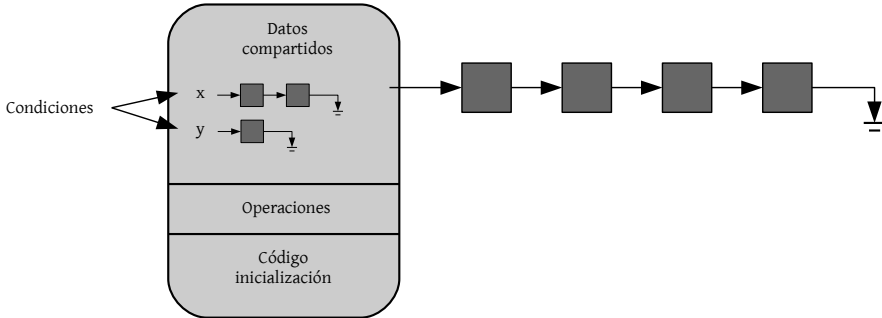 Datos
compartidos
Condiciones
x
y
Operaciones
Código
inicialización